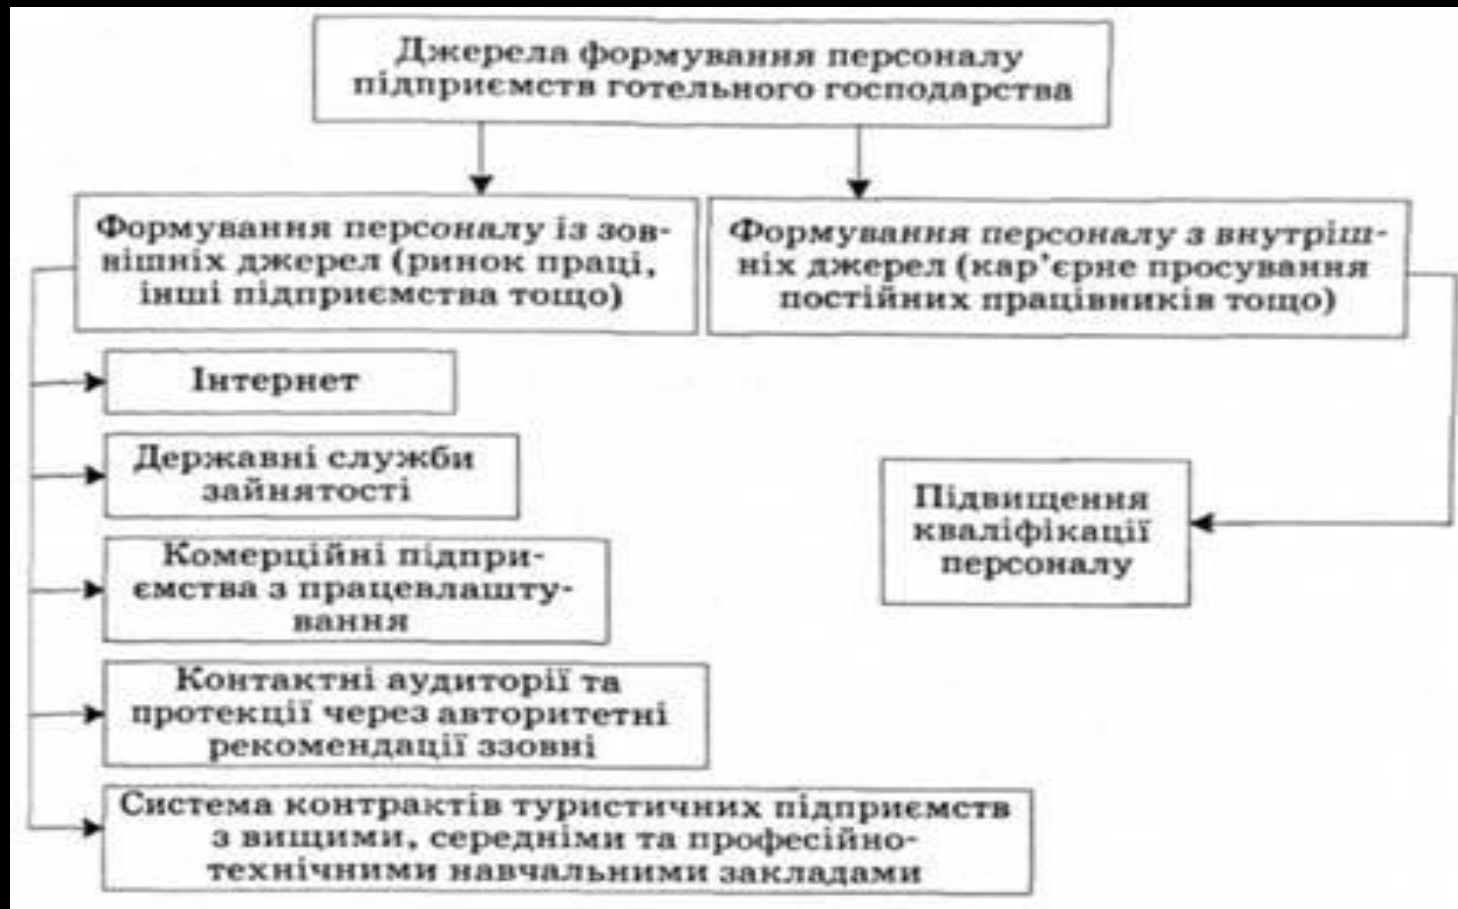 Джерела формування персоналу
підприємств готельного господарства
Формування персоналу із зов-
нішніх джерел (ринок праці,
інші підприємства тощо)
Формування персоналу з внутріш-
ніх джерел (кар’єрне просування
постійних працівників тощо)
Інтернет
Державні служби
зайнятості
Комерційні підпри-
ємства з працевлашту-
вання
Контактні аудиторії та
протекції через авторитетні
рекомендації ззовні
Система контрактів туристичних підприємств
з вищими, середніми та професійно-
технічними навчальними закладами
Підвищення
кваліфікації
персоналу